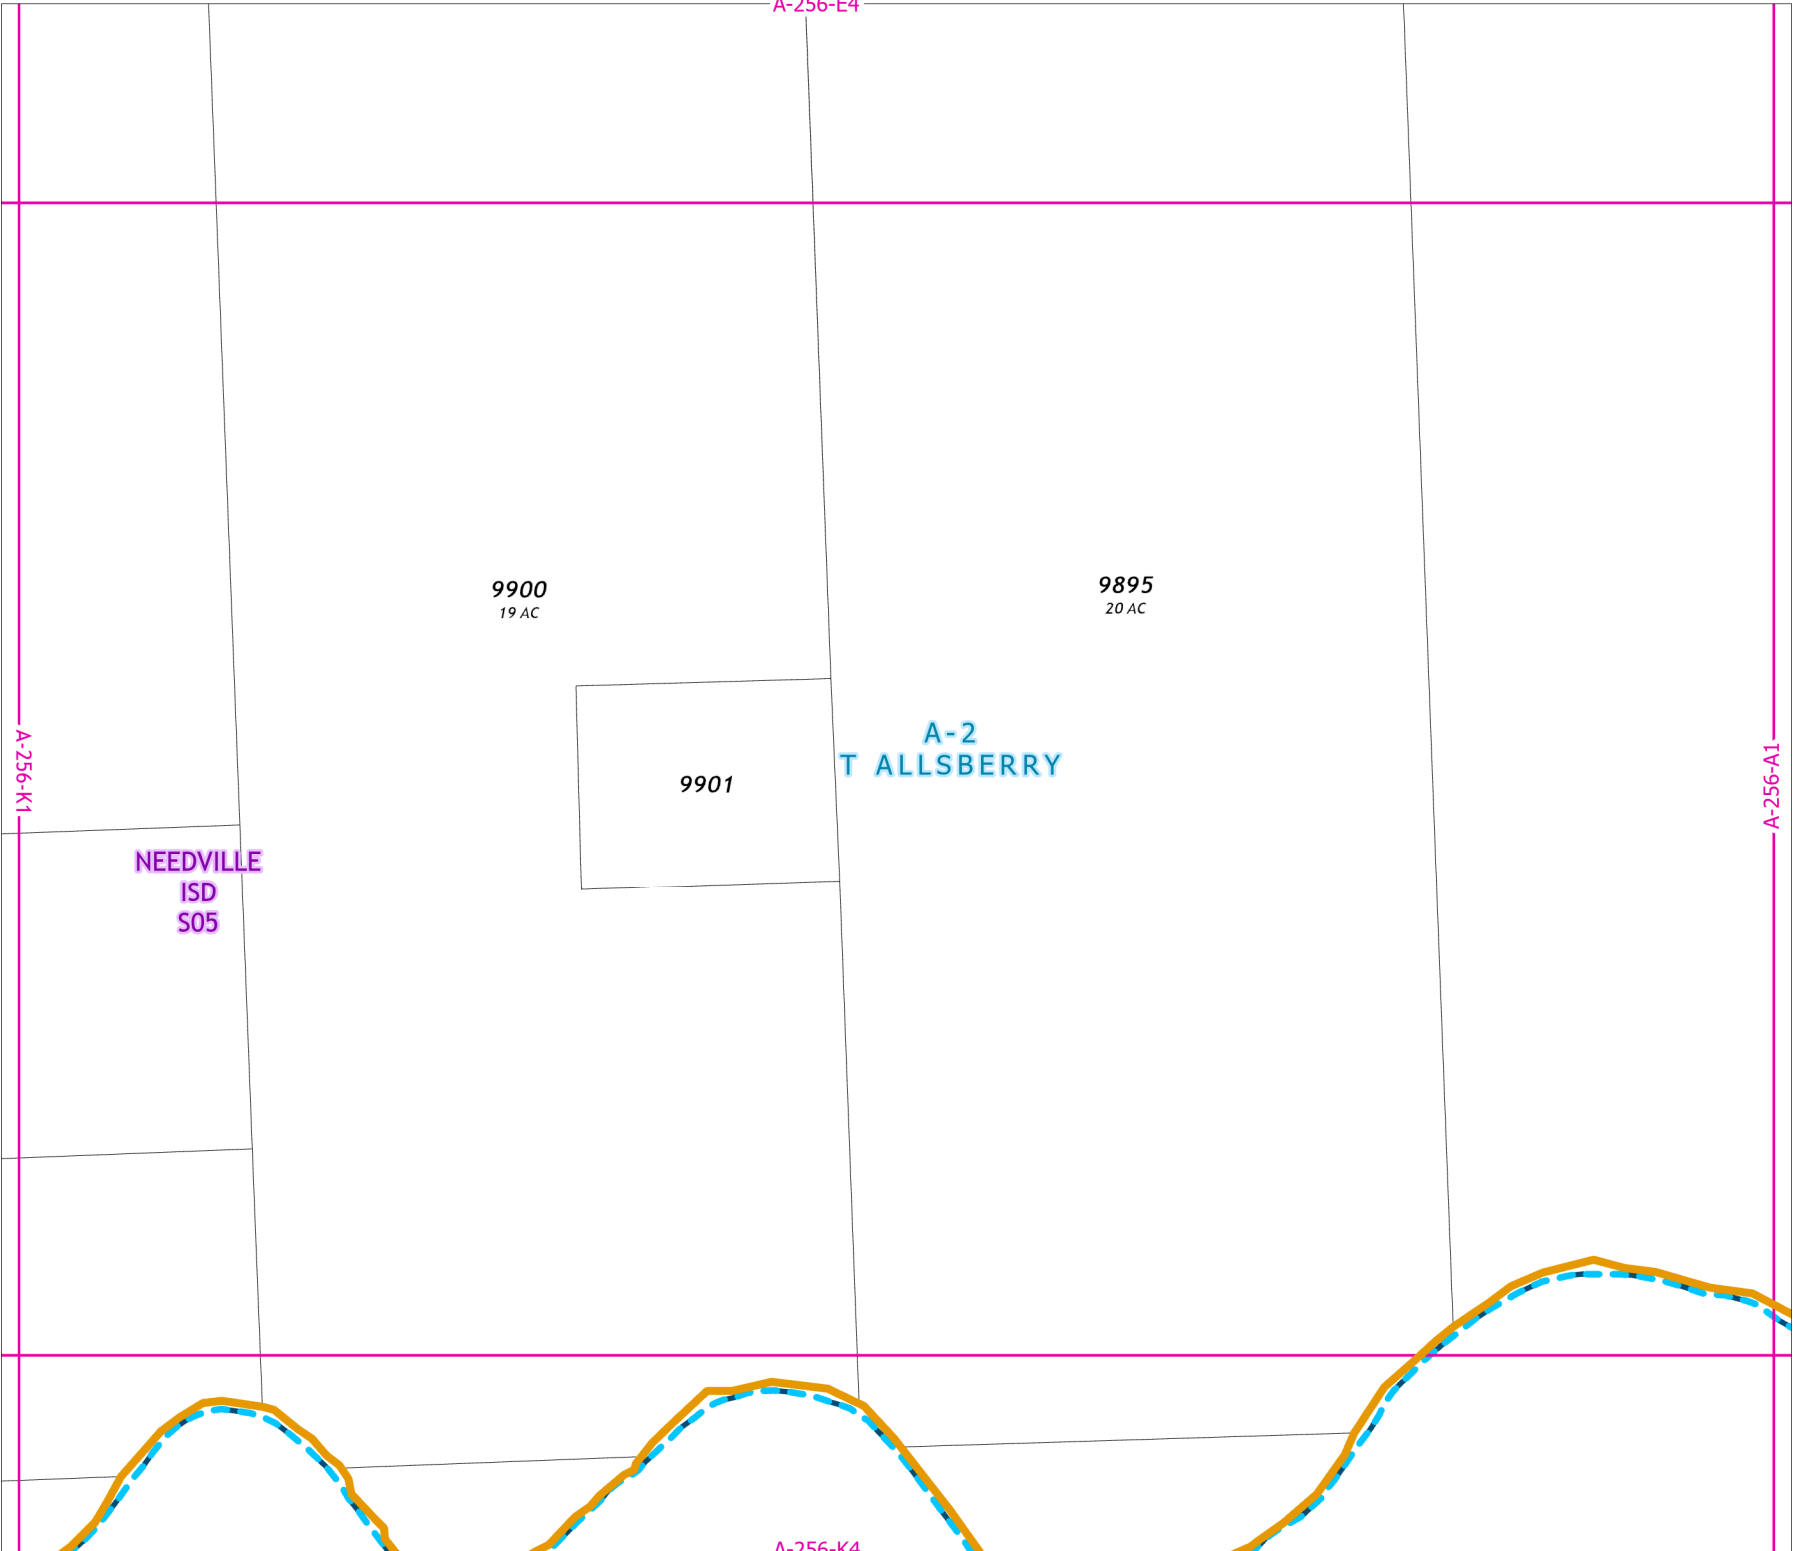 A-256-E4
9900
19 AC
9895
20 AC
A-2
T ALLSBERRY
9901
A-256-K1
A-256-A1
NEEDVILLE
ISD
S05
A-256-K4